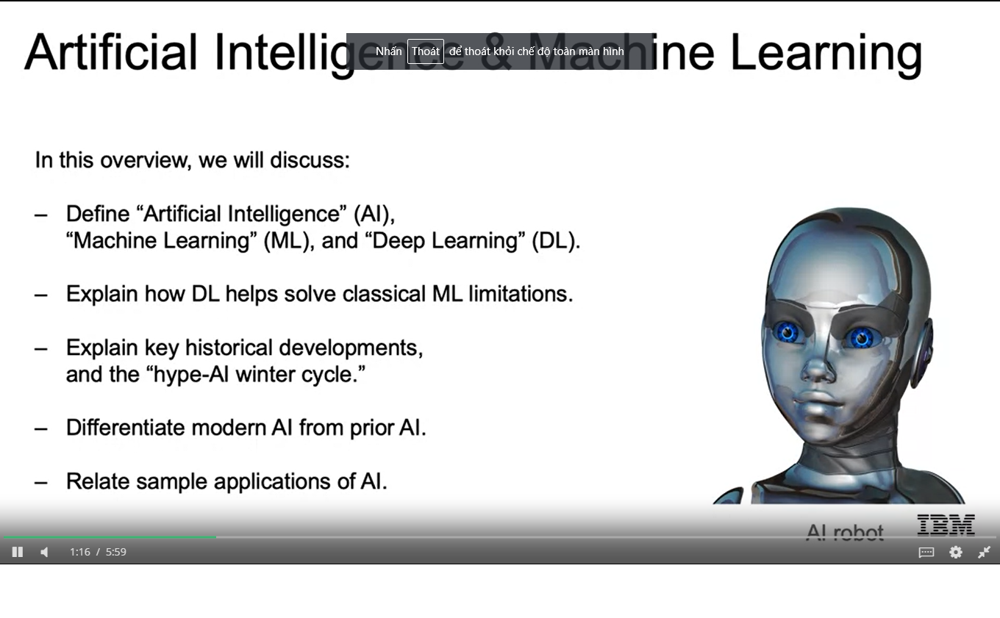 Artificial Intelligence & Machine Learning
Nhấn Thoát để thoát khỏi chế độ toàn màn hình
In this overview, we will discuss:
– Define “Artificial Intelligence” (AI),
“Machine Learning” (ML), and “Deep Learning” (DL).
– Explain how DL helps solve classical ML limitations.
– Explain key historical developments,
and the “hype-AI winter cycle.”
– Differentiate modern AI from prior AI.
– Relate sample applications of AI.
AI robot
IBM
1:16 / 5:59